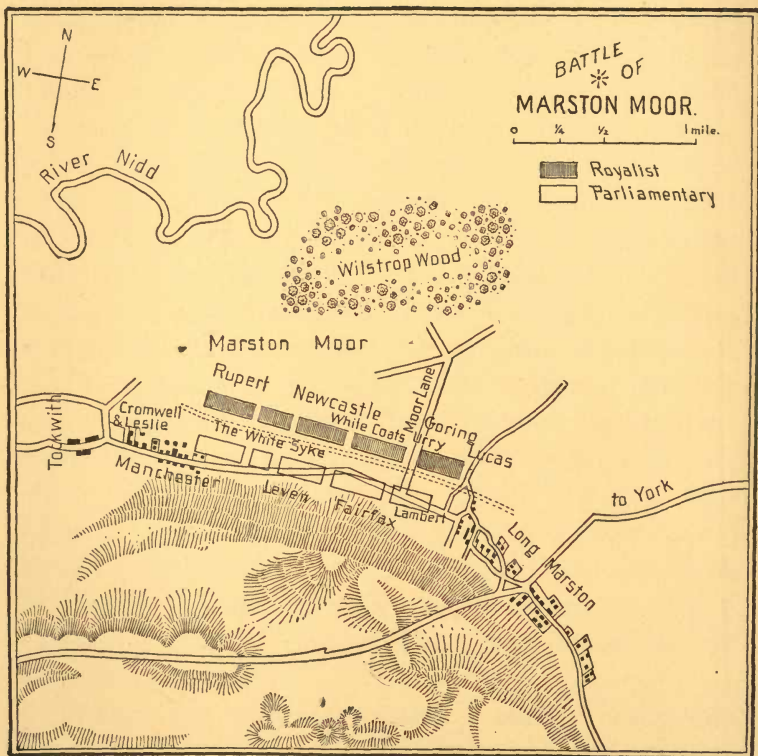 N
W E
S
River Nidd
BATTLE
OF
MARSTON MOOR.
0 ¼ ½ 1 mile.
Royalist
Parliamentary
Wilstrop Wood
Marston Moor
Rupert
Newcastle
White Coats
Moor Lane
Urry
Goring
Lucas
Tockwith
Cromwell
& Leslie
The White Syke
Manchester
Leven
Fairfax
Lambert
Long Marston
to York